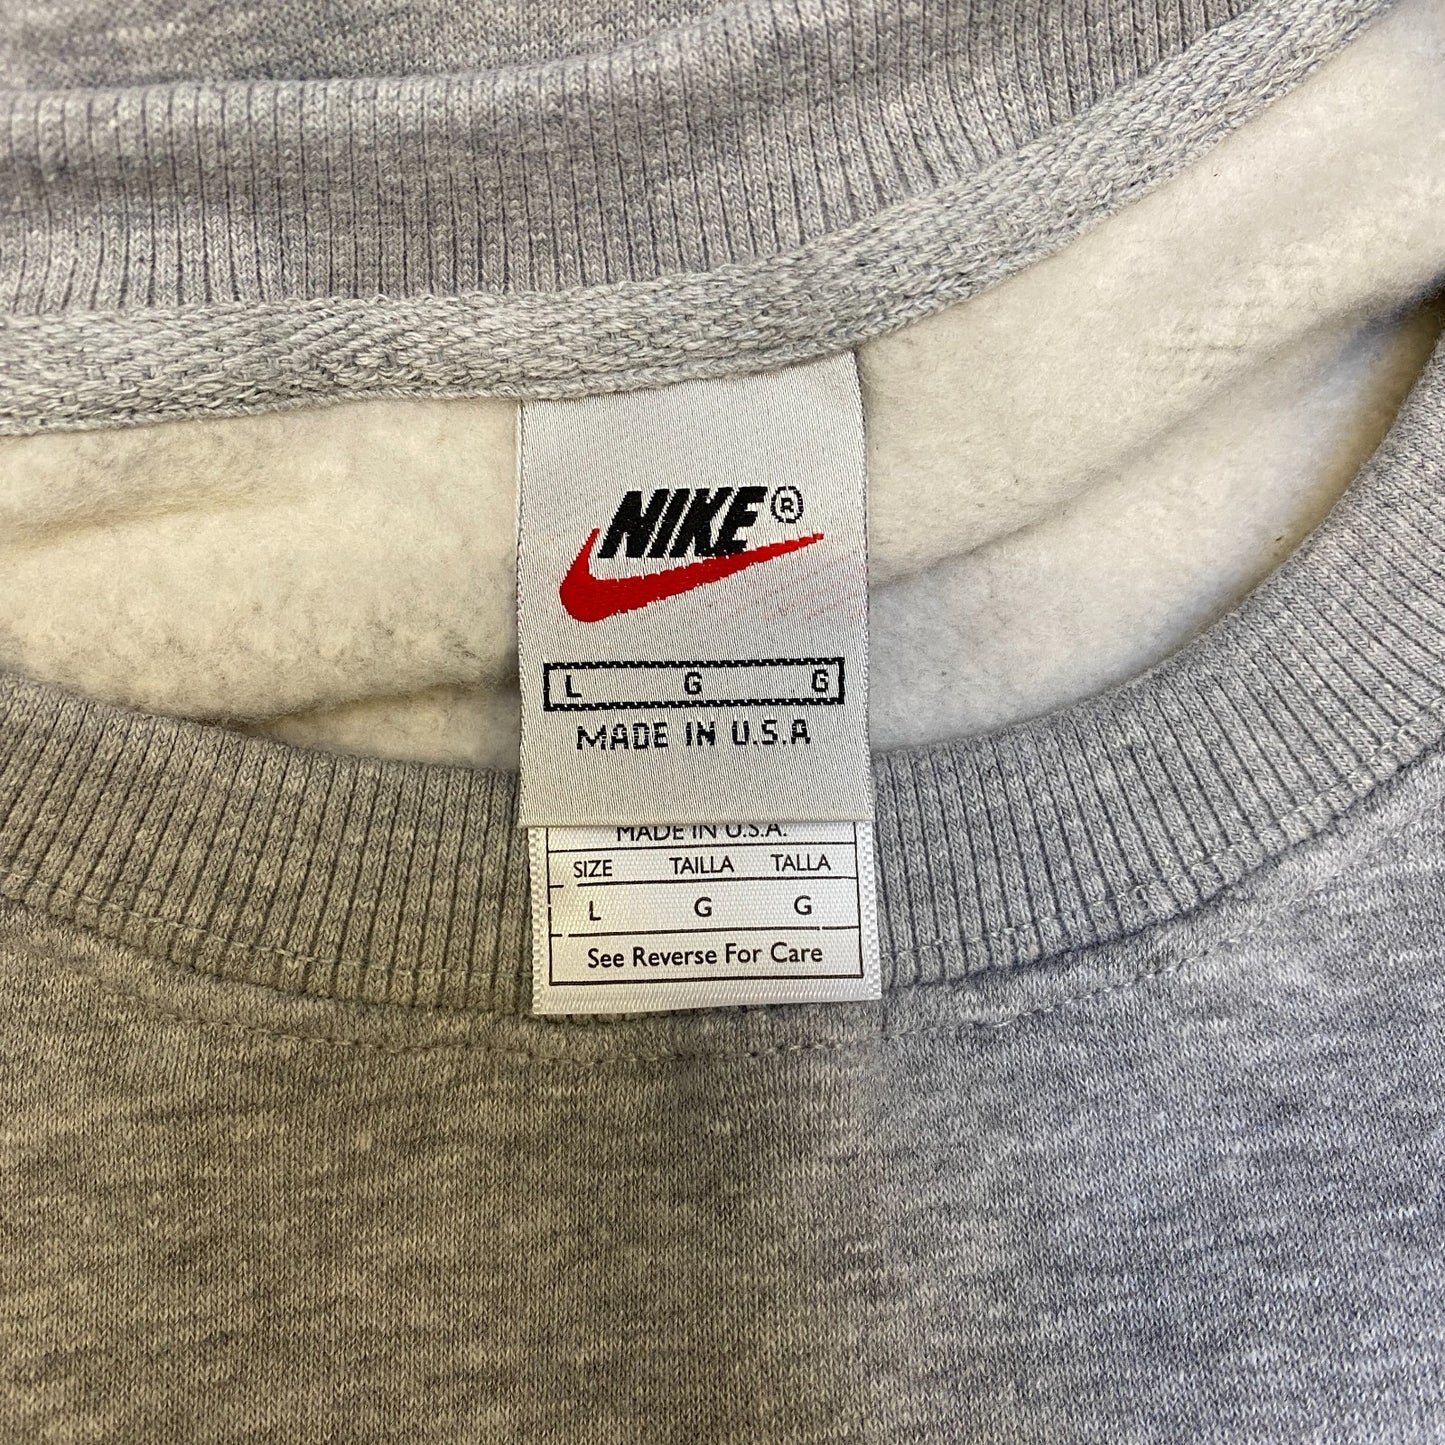 NIKE®
L G G
MADE IN U.S.A
MADE IN U.S.A.
SIZE TAILLA TALLA
L G G
See Reverse For Care